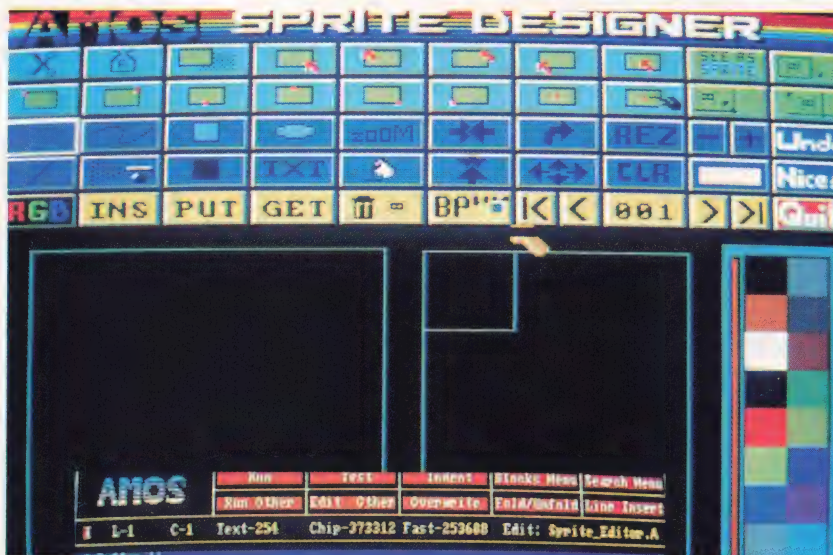 AMOS SPRITE DESIGNER
SEE AS
SPRITE
ZOOM REZ - + Und
TXT CLR Nice
RGB INS PUT GET 001 Qui
AMOS
Run Test Indent Blocks Menu Search Menu
Run Other Edit Other Overwrite Fold/Unfold Line Insert
I L-1 C-1 Text-254 Chip-373312 Fast-253688 Edit: Sprite_Editor.A